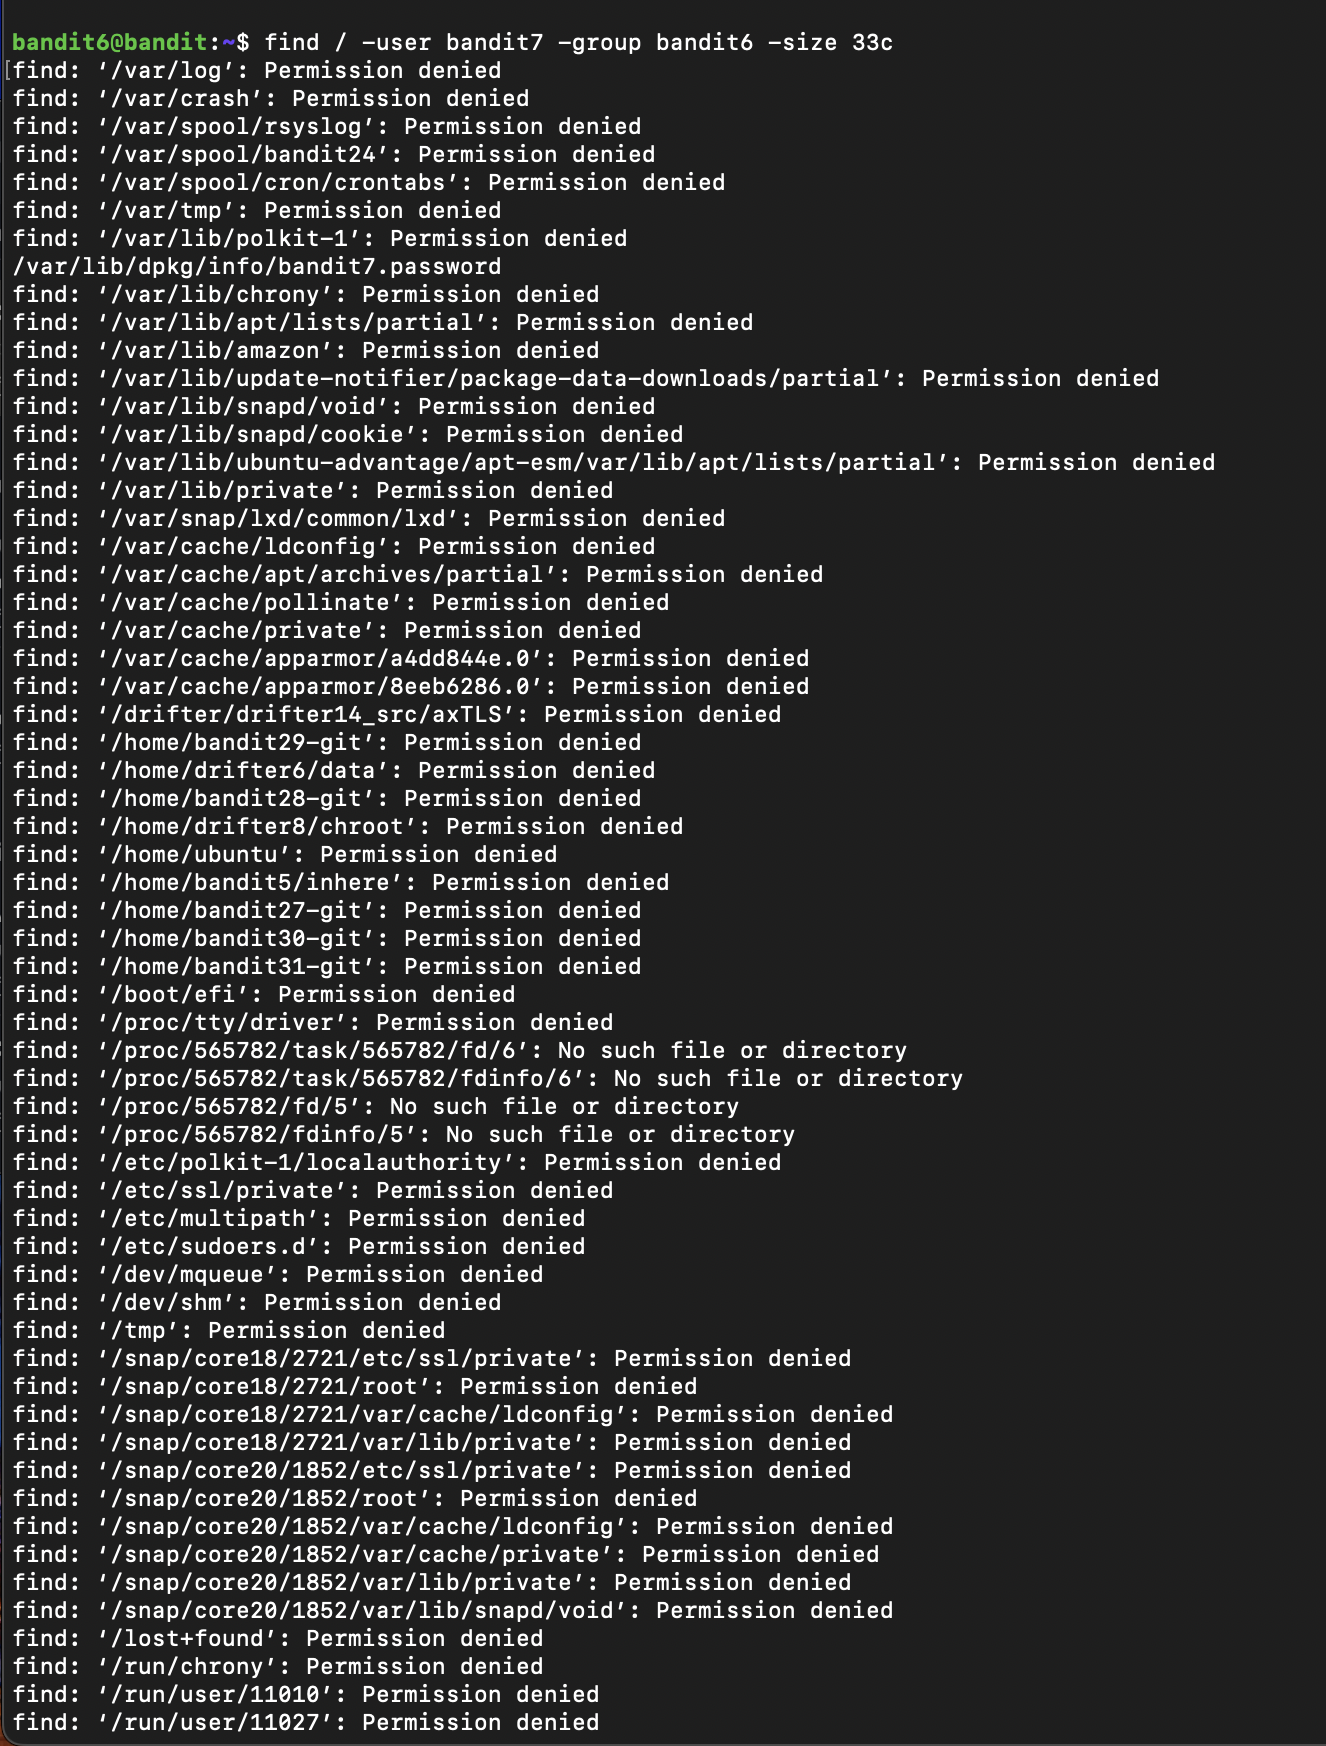 bandit6@bandit:~$ find / -user bandit7 -group bandit6 -size 33c
[find: ‘/var/log’: Permission denied
find: ‘/var/crash’: Permission denied
find: ‘/var/spool/rsyslog’: Permission denied
find: ‘/var/spool/bandit24’: Permission denied
find: ‘/var/spool/cron/crontabs’: Permission denied
find: ‘/var/tmp’: Permission denied
find: ‘/var/lib/polkit-1’: Permission denied
/var/lib/dpkg/info/bandit7.password
find: ‘/var/lib/chrony’: Permission denied
find: ‘/var/lib/apt/lists/partial’: Permission denied
find: ‘/var/lib/amazon’: Permission denied
find: ‘/var/lib/update-notifier/package-data-downloads/partial’: Permission denied
find: ‘/var/lib/snapd/void’: Permission denied
find: ‘/var/lib/snapd/cookie’: Permission denied
find: ‘/var/lib/ubuntu-advantage/apt-esm/var/lib/apt/lists/partial’: Permission denied
find: ‘/var/lib/private’: Permission denied
find: ‘/var/snap/lxd/common/lxd’: Permission denied
find: ‘/var/cache/ldconfig’: Permission denied
find: ‘/var/cache/apt/archives/partial’: Permission denied
find: ‘/var/cache/pollinate’: Permission denied
find: ‘/var/cache/private’: Permission denied
find: ‘/var/cache/apparmor/a4dd844e.0’: Permission denied
find: ‘/var/cache/apparmor/8eeb6286.0’: Permission denied
find: ‘/drifter/drifter14_src/axTLS’: Permission denied
find: ‘/home/bandit29-git’: Permission denied
find: ‘/home/drifter6/data’: Permission denied
find: ‘/home/bandit28-git’: Permission denied
find: ‘/home/drifter8/chroot’: Permission denied
find: ‘/home/ubuntu’: Permission denied
find: ‘/home/bandit5/inhere’: Permission denied
find: ‘/home/bandit27-git’: Permission denied
find: ‘/home/bandit30-git’: Permission denied
find: ‘/home/bandit31-git’: Permission denied
find: ‘/boot/efi’: Permission denied
find: ‘/proc/tty/driver’: Permission denied
find: ‘/proc/565782/task/565782/fd/6’: No such file or directory
find: ‘/proc/565782/task/565782/fdinfo/6’: No such file or directory
find: ‘/proc/565782/fd/5’: No such file or directory
find: ‘/proc/565782/fdinfo/5’: No such file or directory
find: ‘/etc/polkit-1/localauthority’: Permission denied
find: ‘/etc/ssl/private’: Permission denied
find: ‘/etc/multipath’: Permission denied
find: ‘/etc/sudoers.d’: Permission denied
find: ‘/dev/mqueue’: Permission denied
find: ‘/dev/shm’: Permission denied
find: ‘/tmp’: Permission denied
find: ‘/snap/core18/2721/etc/ssl/private’: Permission denied
find: ‘/snap/core18/2721/root’: Permission denied
find: ‘/snap/core18/2721/var/cache/ldconfig’: Permission denied
find: ‘/snap/core18/2721/var/lib/private’: Permission denied
find: ‘/snap/core20/1852/etc/ssl/private’: Permission denied
find: ‘/snap/core20/1852/root’: Permission denied
find: ‘/snap/core20/1852/var/cache/ldconfig’: Permission denied
find: ‘/snap/core20/1852/var/cache/private’: Permission denied
find: ‘/snap/core20/1852/var/lib/private’: Permission denied
find: ‘/snap/core20/1852/var/lib/snapd/void’: Permission denied
find: ‘/lost+found’: Permission denied
find: ‘/run/chrony’: Permission denied
find: ‘/run/user/11010’: Permission denied
find: ‘/run/user/11027’: Permission denied